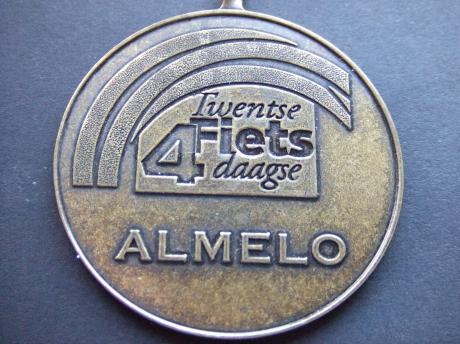 Twentse
4 Fiets
daagse
ALMELO